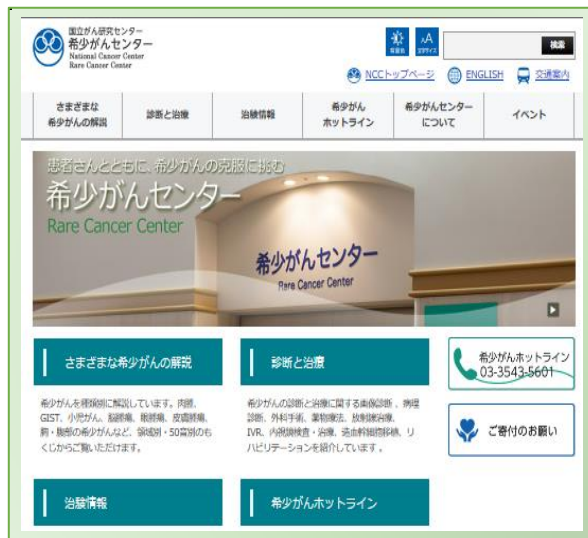 国立がん研究センター
希少がんセンター
National Cancer Center
Rare Cancer Center
背景色
文字サイズ
検索
NCCトップページ
ENGLISH
交通案内
さまざまな
希少がんの解説
診断と治療
治験情報
希少がん
ホットライン
希少がんセンター
について
イベント
患者さんとともに、希少がんの克服に挑む
希少がんセンター
Rare Cancer Center
希少がんセンター
Rare Cancer Center
さまざまな希少がんの解説
希少がんを種類別に解説しています。肉腫、
GIST、小児がん、脳腫瘍、眼腫瘍、皮膚腫瘍、
胸・腹部の希少がんなど、領域別・50音別のも
くじからご覧いただけます。
診断と治療
希少がんの診断と治療に関する画像診断、病理
診断、外科手術、薬物療法、放射線治療、
IVR、内視鏡検査・治療、造血幹細胞移植、リ
ハビリテーションを紹介しています。
希少がんホットライン
03-3543-5601
ご寄付のお願い
治験情報
希少がんホットライン